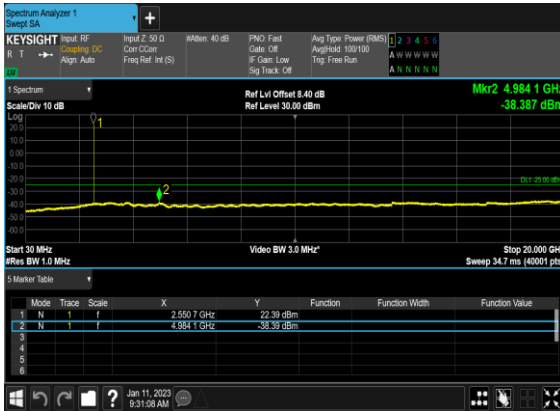 Spectrum Analyzer 1
Swept SA
KEYSIGHT Input: RF Input Z: 50 Ω #Atten: 40 dB PNO: Fast Avg Type: Power (RMS) 1 2 3 4 5 6
R T Coupling: DC Corr CCorr Gate: Off Avg|Hold: 100/100 A W W W W W
Align: Auto Freq Ref: Int (S) IF Gain: Low Trig: Free Run
Sig Track: Off A N N N N N
1 Spectrum Ref Lvl Offset 8.40 dB Mkr2 4.984 1 GHz
Scale/Div 10 dB Ref Level 30.00 dBm -38.387 dBm
Log
20.0 1
10.0
0.00
-10.0
-20.0 DL1 -25.00 dBm
-30.0 2
-40.0
-50.0
-60.0
Start 30 MHz Video BW 3.0 MHz* Stop 20.000 GHz
#Res BW 1.0 MHz Sweep 34.7 ms (40001 pts)
5 Marker Table
Mode Trace Scale X Y Function Function Width Function Value
1 N 1 f 2.550 7 GHz 22.39 dBm
2 N 1 f 4.984 1 GHz -38.39 dBm
3
4
5
6
? Jan 11, 2023
9:31:08 AM